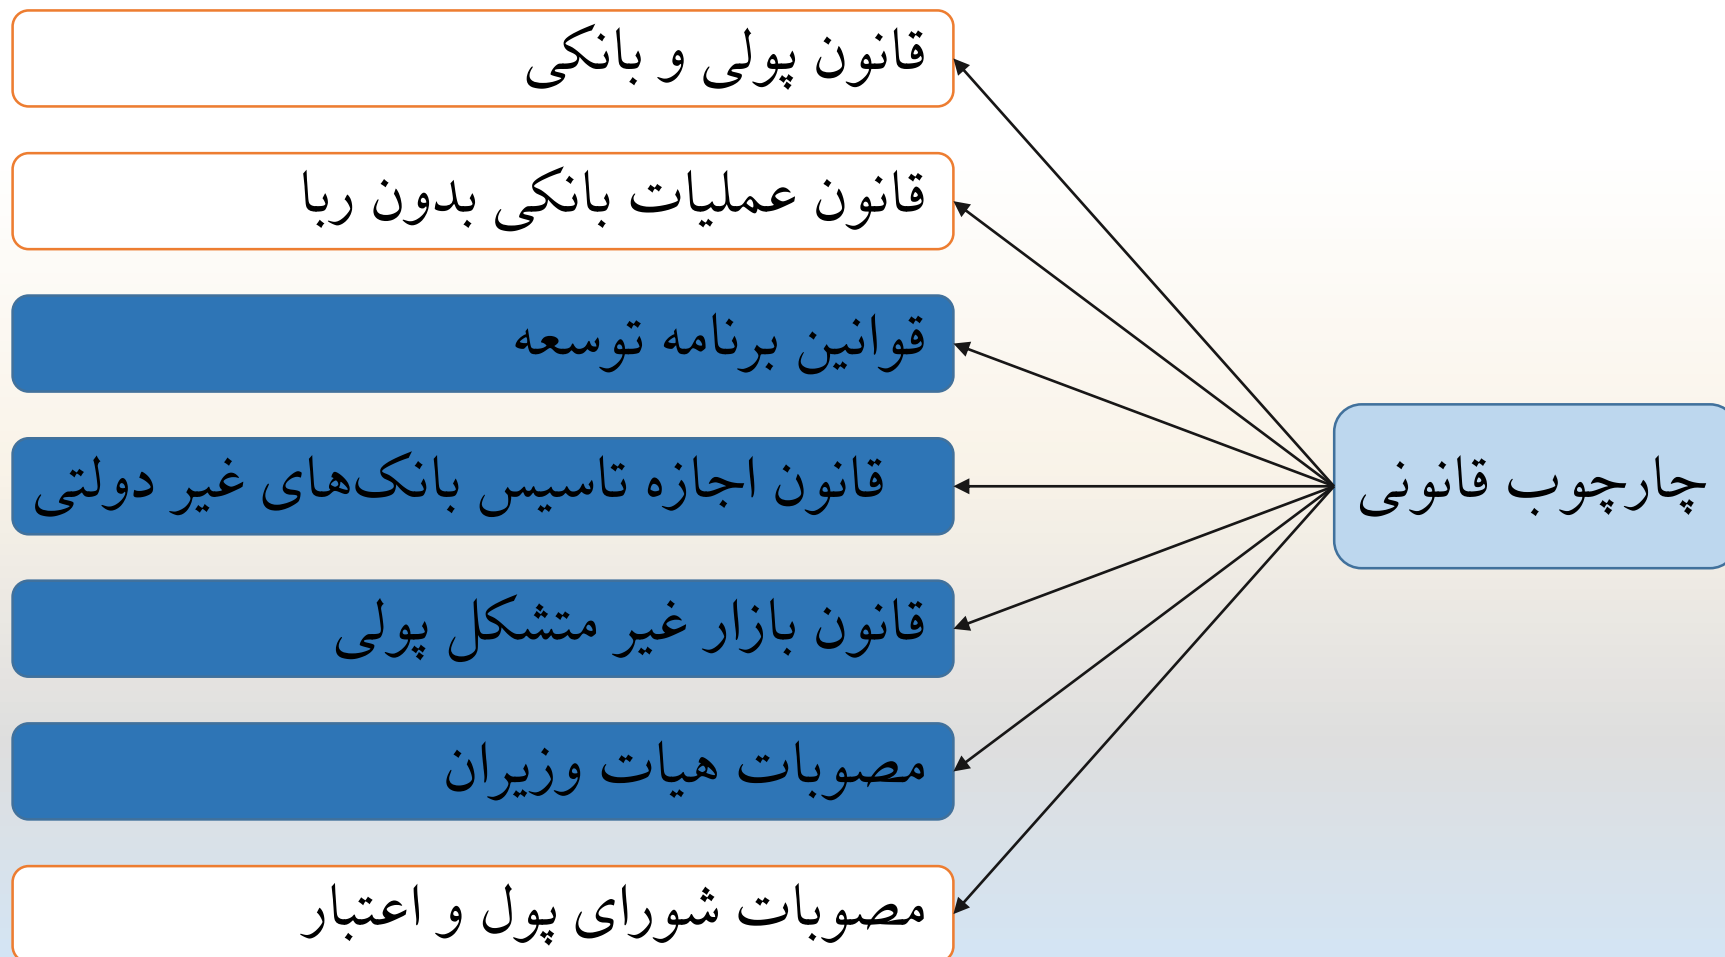 چارچوب قانونی
قانون پولی و بانکی
قانون عملیات بانکی بدون ربا
قوانین برنامه توسعه
قانون اجازه تاسیس بانک‌های غیر دولتی
قانون بازار غیر متشکل پولی
مصوبات هیات وزیران
مصوبات شورای پول و اعتبار